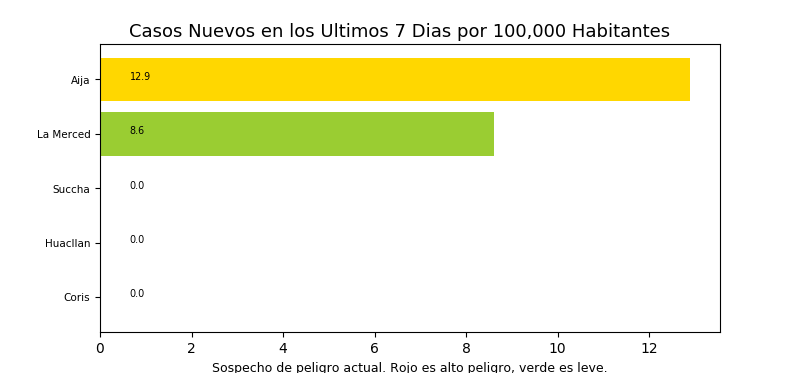 Casos Nuevos en los Ultimos 7 Dias por 100,000 Habitantes
Aija 12.9
La Merced 8.6
Succha 0.0
Huacllan 0.0
Coris 0.0
0 2 4 6 8 10 12
Sospecho de peligro actual. Rojo es alto peligro, verde es leve.